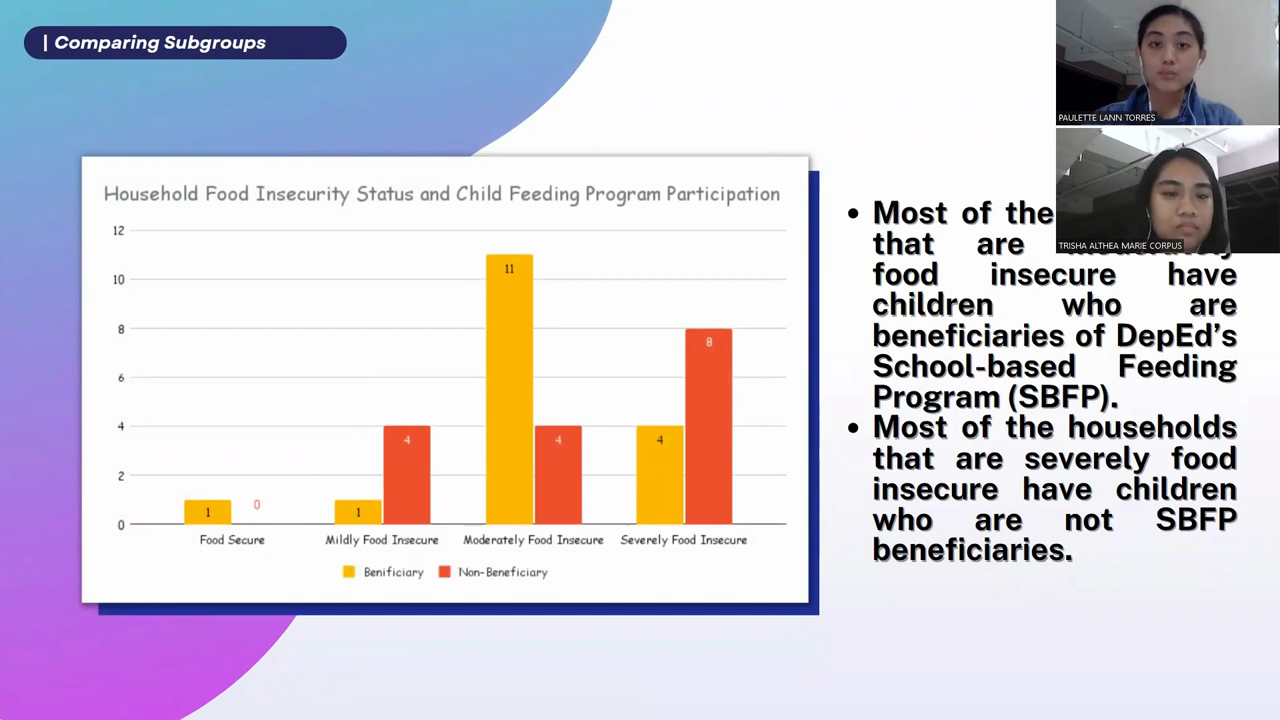 | Comparing Subgroups
PAULETTE LANN TORRES
TRISHA ALTHEA MARIE CORPUS
Household Food Insecurity Status and Child Feeding Program Participation
12
10
8
6
4
2
0
11
8
4
4
4
1
1
0
Food Secure
Mildly Food Insecure
Moderately Food Insecure
Severely Food Insecure
Benificiary
Non-Beneficiary
• Most of the
that are
food insecure have
children who are
beneficiaries of DepEd's
School-based Feeding
Program (SBFP).
• Most of the households
that are severely food
insecure have children
who are not SBFP
beneficiaries.